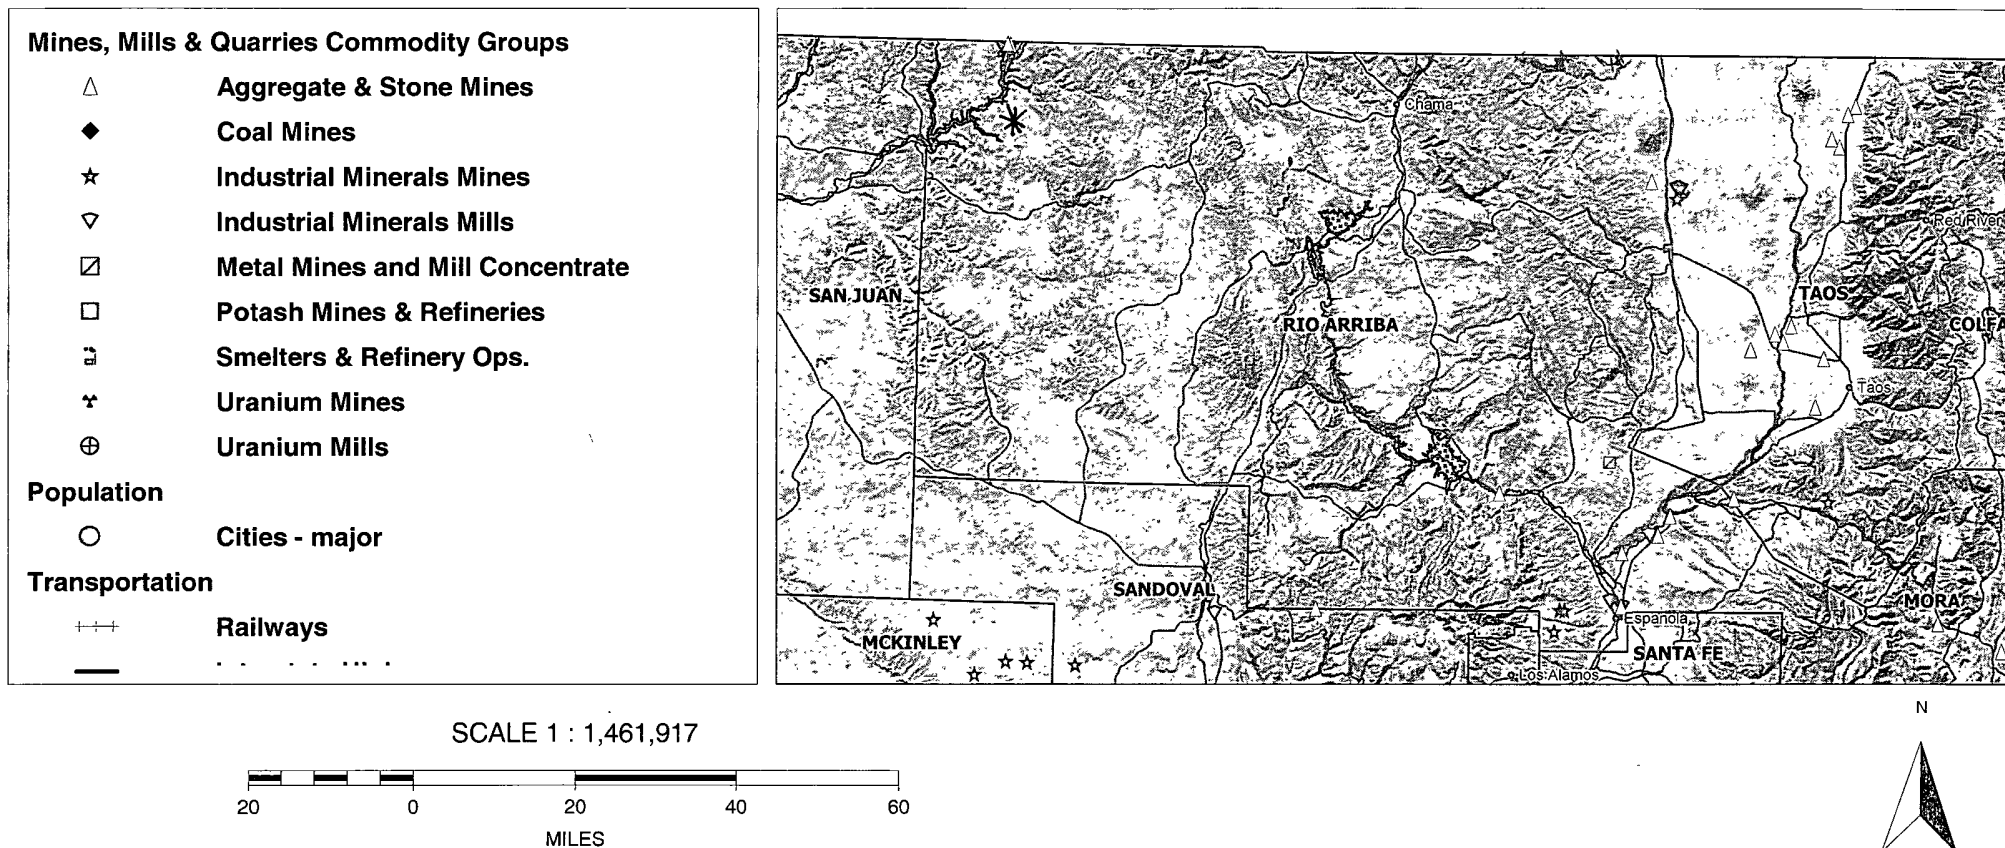 Mines, Mills & Quarries Commodity Groups
Aggregate & Stone Mines
Coal Mines
Industrial Minerals Mines
Industrial Minerals Mills
Metal Mines and Mill Concentrate
Potash Mines & Refineries
Smelters & Refinery Ops.
Uranium Mines
Uranium Mills
Population
Cities - major
Transportation
Railways
Chama
Red River
SAN JUAN
TAOS
RIO ARRIBA
COLFA
Taos
SANDOVAL
MORA
MCKINLEY
Espanola
SANTA FE
Los Alamos
SCALE 1 : 1,461,917
20 0 20 40 60
MILES
N